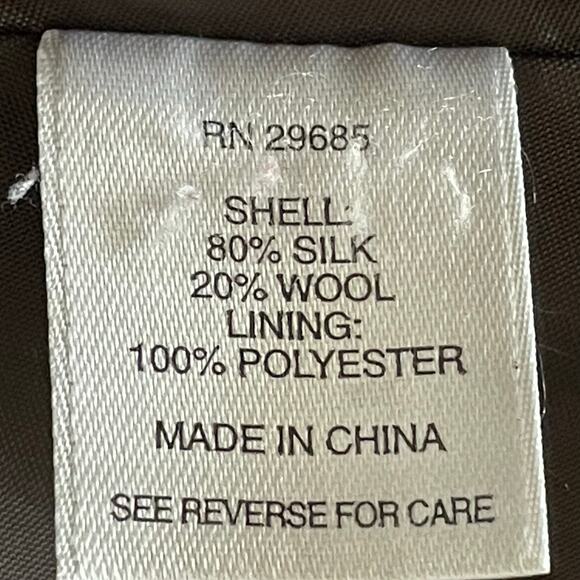 RN 29685
SHELL:
80% SILK
20% WOOL
LINING:
100% POLYESTER
MADE IN CHINA
SEE REVERSE FOR CARE